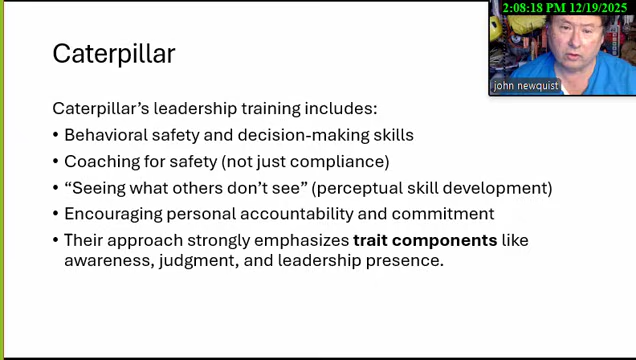 2:08:18 PM 12/19/2025
john newquist
Caterpillar
Caterpillar’s leadership training includes:
• Behavioral safety and decision-making skills
• Coaching for safety (not just compliance)
• “Seeing what others don’t see” (perceptual skill development)
• Encouraging personal accountability and commitment
• Their approach strongly emphasizes trait components like
awareness, judgment, and leadership presence.